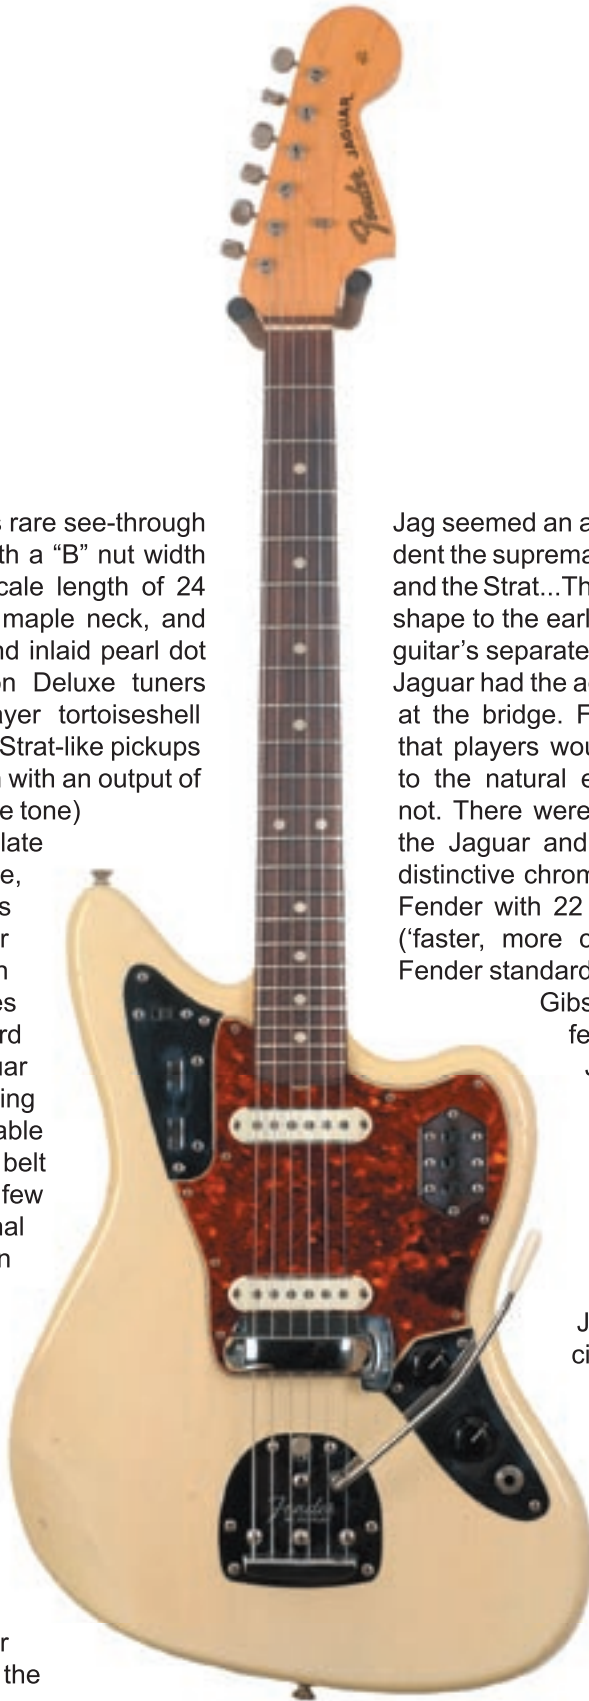 Fender JAGUAR
s rare see-through
th a “B” nut width
cale length of 24
maple neck, and
nd inlaid pearl dot
on Deluxe tuners
ayer tortoiseshell
Strat-like pickups
with an output of
e tone)
late
e,
s
r
n
es
rd
uar
ing
able
belt
few
nal
n
r
the
Jag seemed an a
dent the suprema
and the Strat...Th
shape to the earl
guitar’s separate
Jaguar had the a
at the bridge. F
that players wou
to the natural e
not. There were
the Jaguar and
distinctive chrom
Fender with 22
(‘faster, more c
Fender standard
Gibs
fe
J
J
ci
Fender